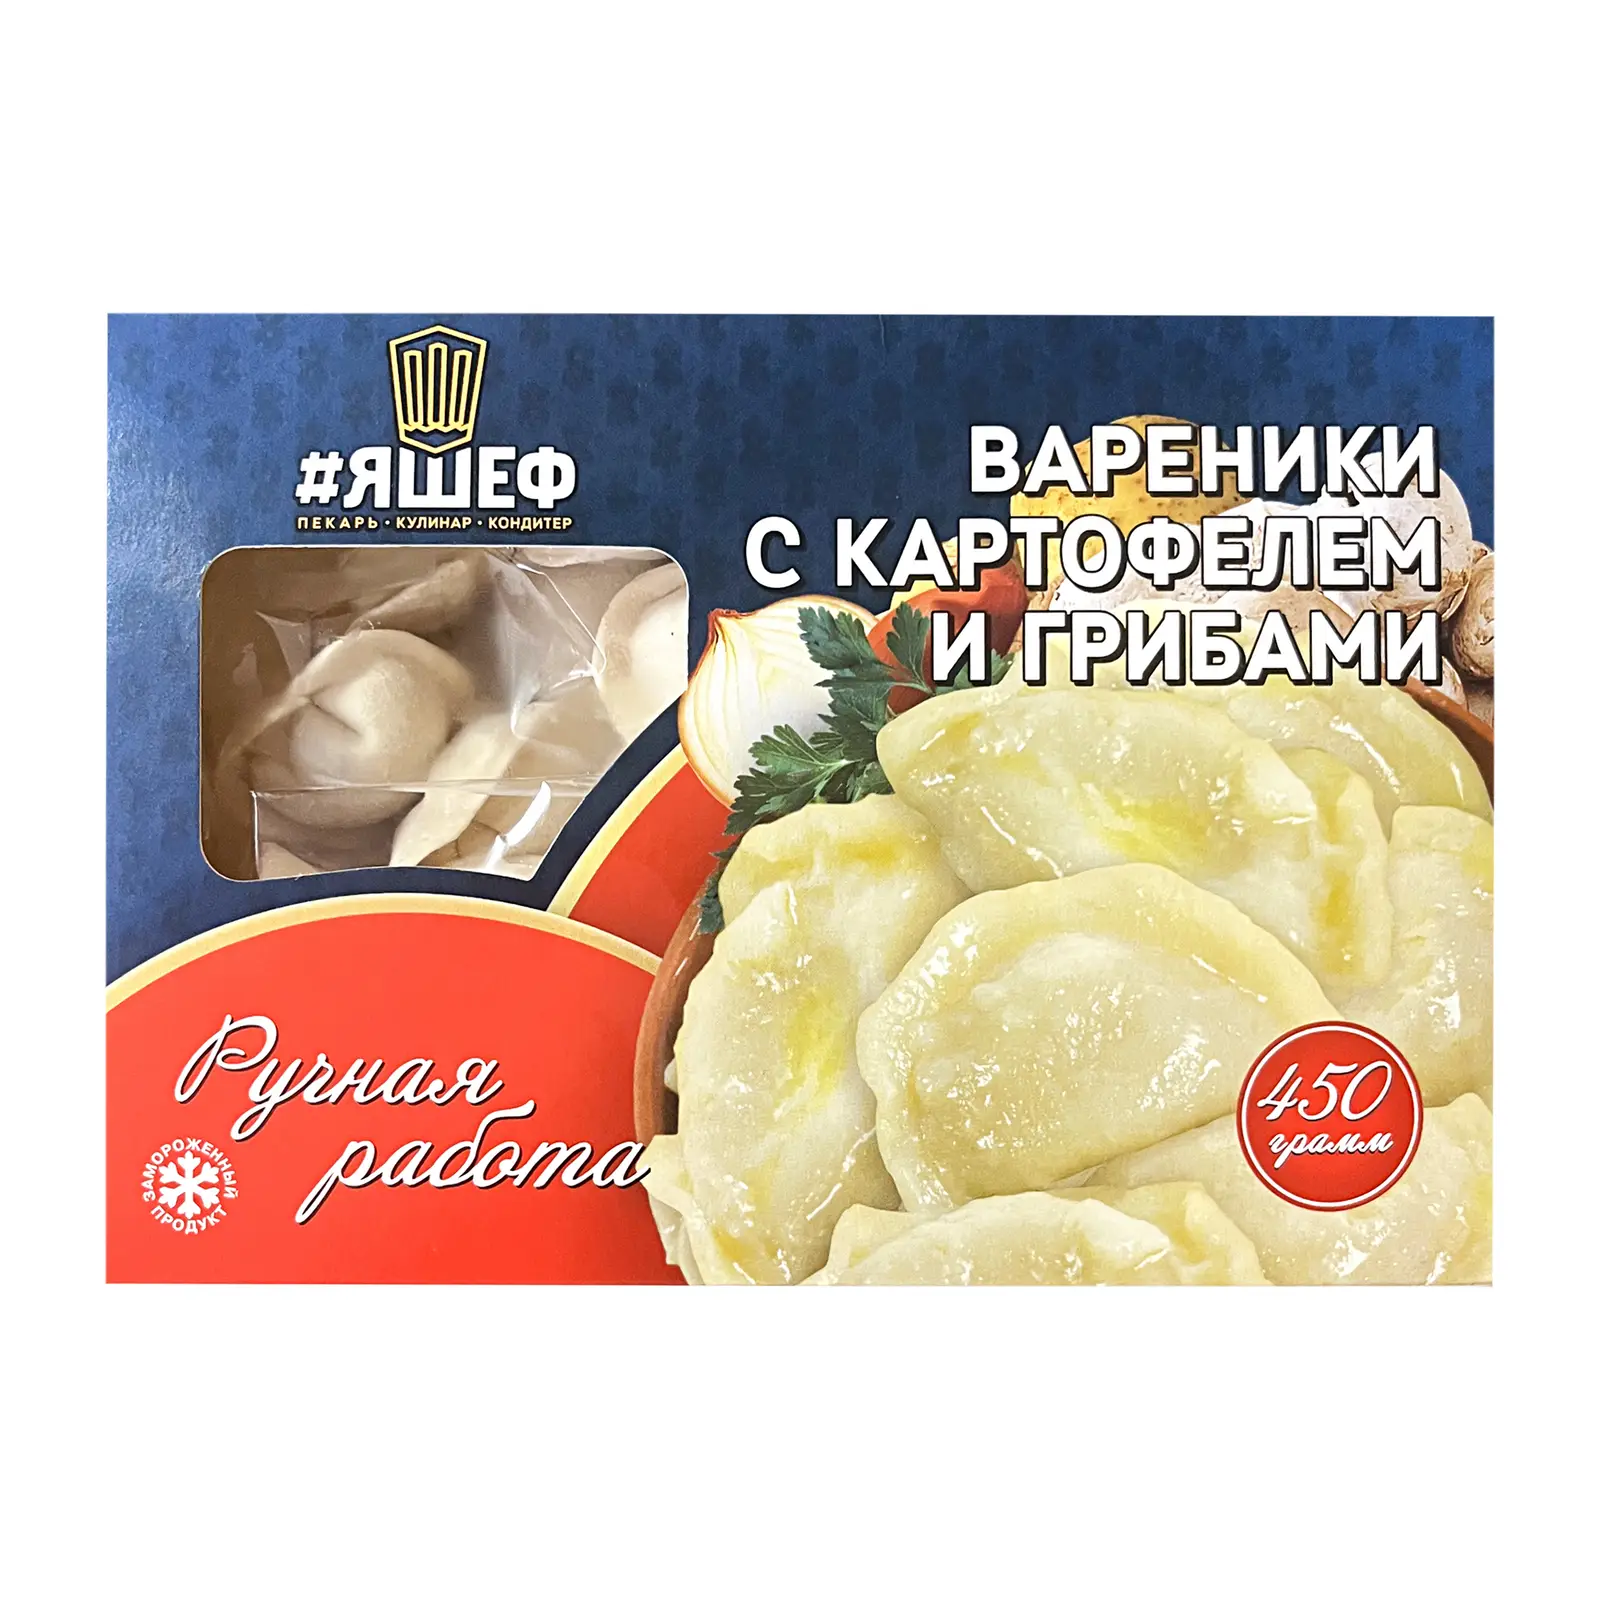 #ЯШЕФ
ПЕКАРЬ · КУЛИНАР · КОНДИТЕР
ВАРЕНИКИ
С КАРТОФЕЛЕМ
И ГРИБАМИ
Ручная
работа
ЗАМОРОЖЕННЫЙ
ПРОДУКТ
450
грамм